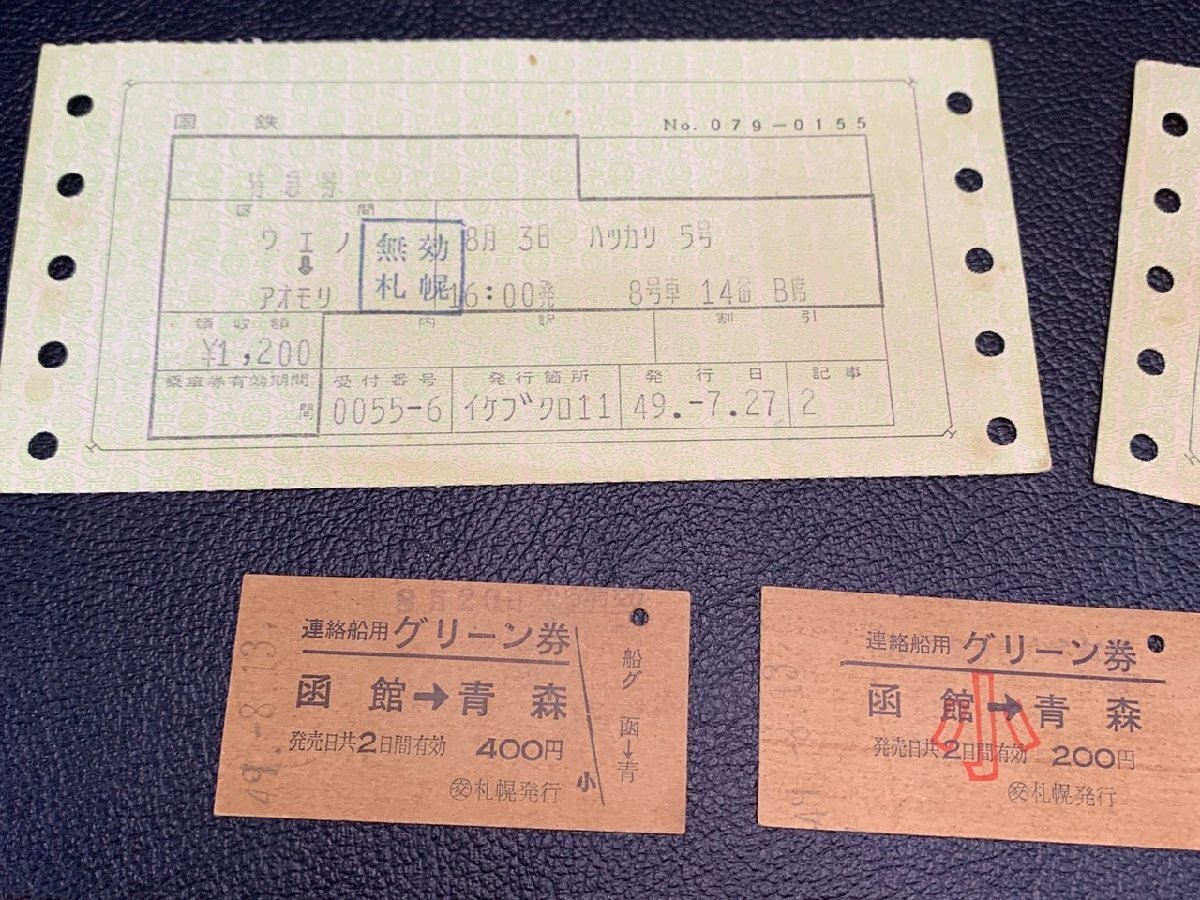 国鉄 No. 079-0155
特急券
区間
ウエノ 8月 3日 ハツカリ 5号
⇩
アオモリ 16:00発 8号車 14番 B席
無効
札幌
領収額 内訳 割引
¥1,200
乗車券有効期間 受付番号 発行箇所 発行日 記事
間 0055-6 イケブクロ11 49.-7.27 2
8月20日
連絡船用 グリーン券
函館→青森
発売日共2日間有効 400円
㊋札幌発行
船グ 函→青
小
49.-8.13
連絡船用 グリーン券
函館→青森
小
発売日共2日間有効 200円
札幌発行